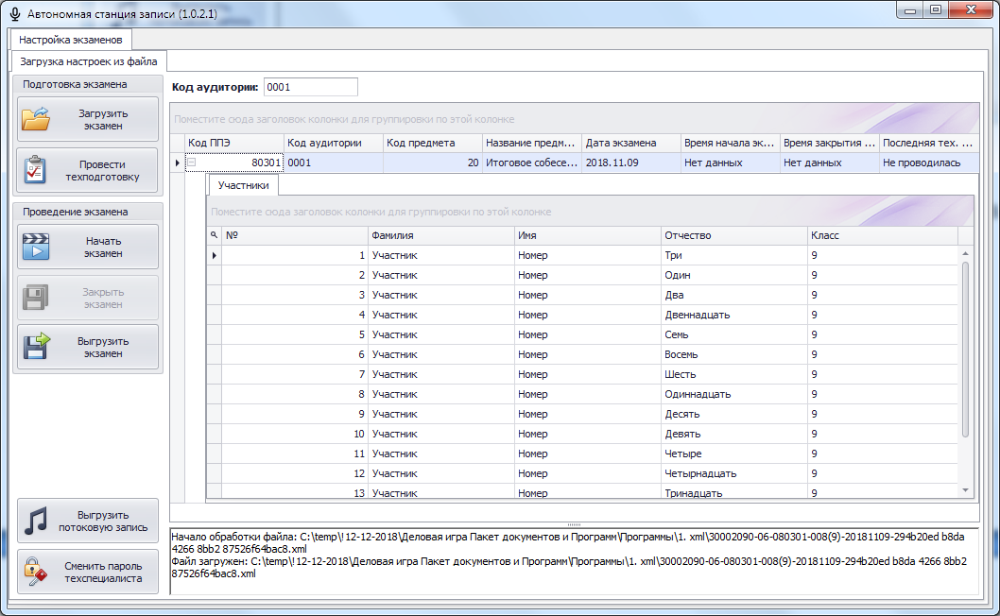 Автономная станция записи (1.0.2.1)
Настройка экзаменов
Загрузка настроек из файла
Подготовка экзамена
Загрузить
экзамен
Провести
техподготовку
Проведение экзамена
Начать
экзамен
Закрыть
экзамен
Выгрузить
экзамен
Выгрузить
потоковую запись
Сменить пароль
техспециалиста
Код аудитории: 0001
Поместите сюда заголовок колонки для группировки по этой колонке
Код ППЭ Код аудитории Код предмета Название предм... Дата экзамена Время начала эк... Время закрытия ... Последняя тех. ...
80301 0001 20 Итоговое собесе... 2018.11.09 Нет данных Нет данных Не проводилась
Участники
Поместите сюда заголовок колонки для группировки по этой колонке
№ Фамилия Имя Отчество Класс
1 Участник Номер Три 9
2 Участник Номер Один 9
3 Участник Номер Два 9
4 Участник Номер Двеннадцать 9
5 Участник Номер Семь 9
6 Участник Номер Восемь 9
7 Участник Номер Шесть 9
8 Участник Номер Одиннадцать 9
9 Участник Номер Десять 9
10 Участник Номер Девять 9
11 Участник Номер Четыре 9
12 Участник Номер Четырнадцать 9
13 Участник Номер Тринадцать 9
Начало обработки файла: C:\temp\!12-12-2018\Деловая игра Пакет документов и Программ\Программы\1. xml\30002090-06-080301-008(9)-20181109-294b20ed b8da
4266 8bb2 87526f64bac8.xml
Файл загружен: C:\temp\!12-12-2018\Деловая игра Пакет документов и Программ\Программы\1. xml\30002090-06-080301-008(9)-20181109-294b20ed b8da 4266 8bb2
87526f64bac8.xml